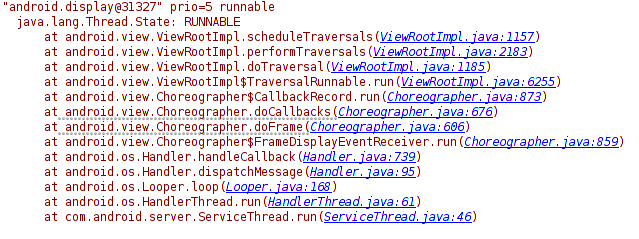 "android.display@31327" prio=5 runnable
java.lang.Thread.State: RUNNABLE
at android.view.ViewRootImpl.scheduleTraversals(ViewRootImpl.java:1157)
at android.view.ViewRootImpl.performTraversals(ViewRootImpl.java:2183)
at android.view.ViewRootImpl.doTraversal(ViewRootImpl.java:1185)
at android.view.ViewRootImpl$TraversalRunnable.run(ViewRootImpl.java:6255)
at android.view.Choreographer$CallbackRecord.run(Choreographer.java:873)
at android.view.Choreographer.doCallbacks(Choreographer.java:676)
at android.view.Choreographer.doFrame(Choreographer.java:606)
at android.view.Choreographer$FrameDisplayEventReceiver.run(Choreographer.java:859)
at android.os.Handler.handleCallback(Handler.java:739)
at android.os.Handler.dispatchMessage(Handler.java:95)
at android.os.Looper.loop(Looper.java:168)
at android.os.HandlerThread.run(HandlerThread.java:61)
at com.android.server.ServiceThread.run(ServiceThread.java:46)